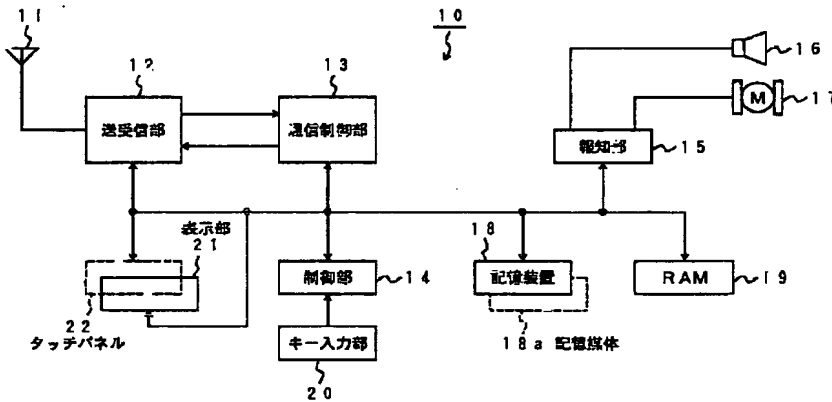 11
10
12
13
16
M
17
送受信部
通信制御部
報知部
15
表示部
21
18
制御部
14
記憶装置
RAM
19
22
タッチパネル
キー入力部
18a 記憶媒体
20